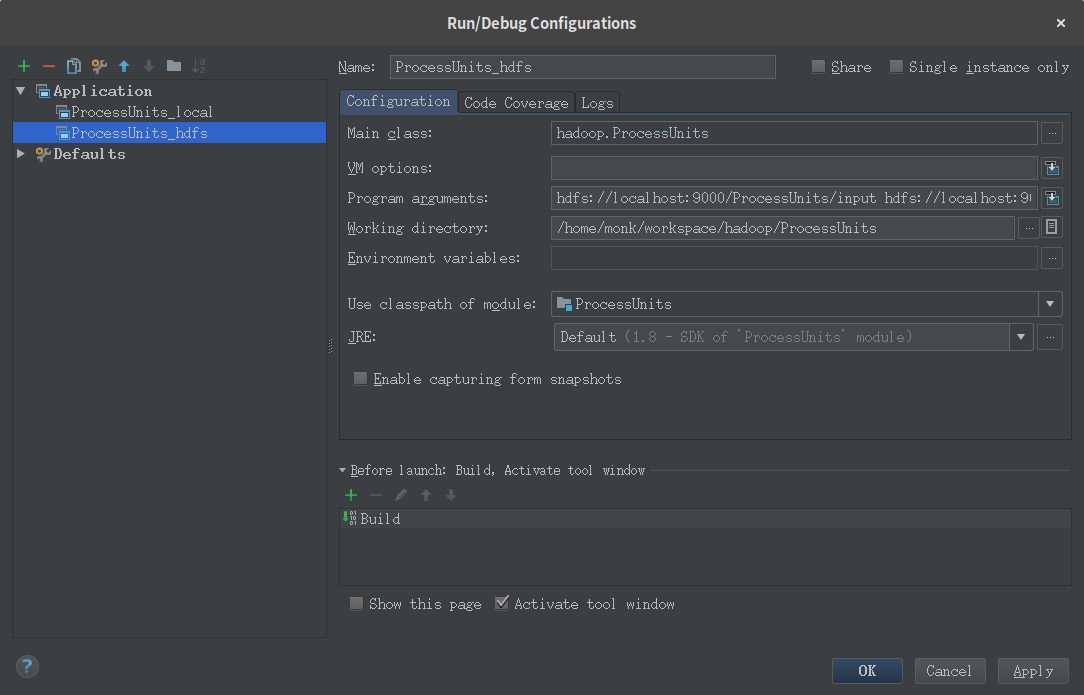 Run/Debug Configurations
Name: ProcessUnits_hdfs Share Single instance only
Application
ProcessUnits_local
ProcessUnits_hdfs
Defaults
Configuration Code Coverage Logs
Main class: hadoop.ProcessUnits
VM options:
Program arguments: hdfs://localhost:9000/ProcessUnits/input hdfs://localhost:90
Working directory: /home/monk/workspace/hadoop/ProcessUnits
Environment variables:
Use classpath of module: ProcessUnits
JRE: Default (1.8 - SDK of 'ProcessUnits' module)
Enable capturing form snapshots
Before launch: Build, Activate tool window
Build
Show this page Activate tool window
? OK Cancel Apply